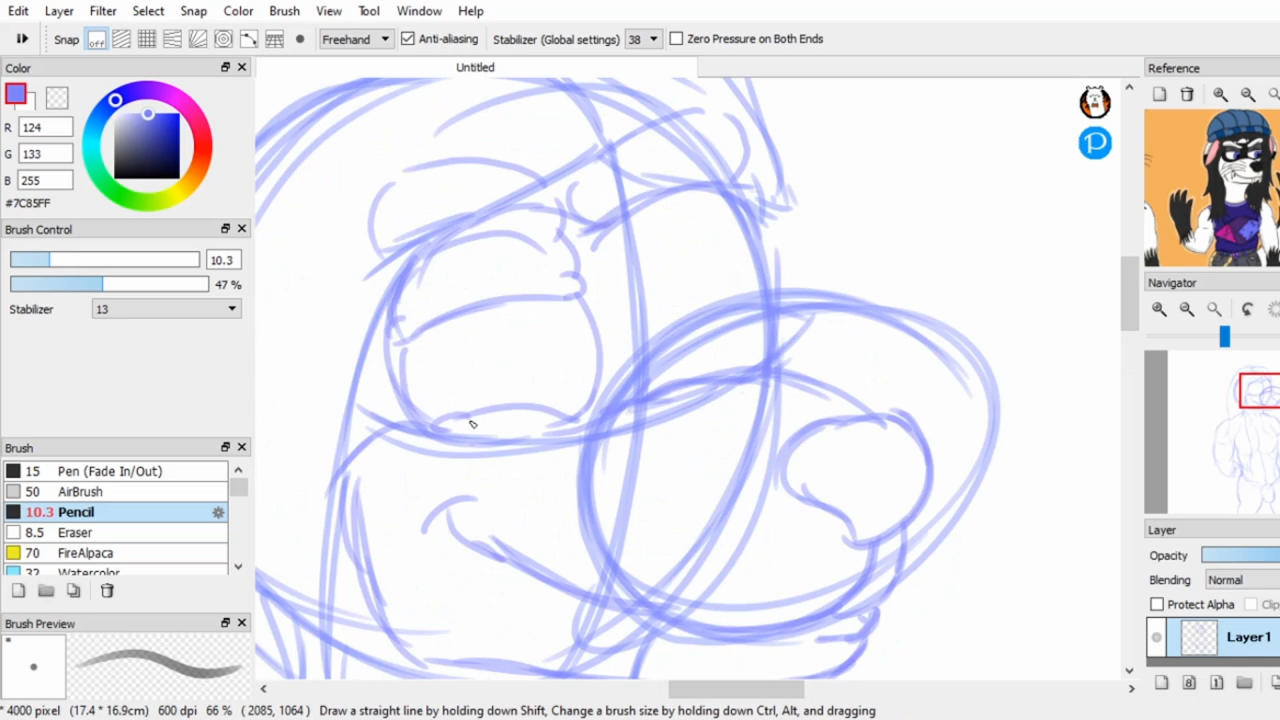 Edit Layer Filter Select Snap Color Brush View Tool Window Help
Snap off Freehand Anti-aliasing Stabilizer (Global settings) 38 Zero Pressure on Both Ends
Color
Untitled
Reference
R 124
G 133
B 255
#7C85FF
Brush Control
10.3
47 %
Stabilizer 13
Navigator
Brush
15 Pen (Fade In/Out)
50 AirBrush
10.3 Pencil
8.5 Eraser
70 FireAlpaca
32 Watercolor
Brush Preview
Layer
Opacity
Blending Normal
Protect Alpha Clip
Layer1
* 4000 pixel (17.4 * 16.9cm) 600 dpi 66 % ( 2085, 1064 ) Draw a straight line by holding down Shift, Change a brush size by holding down Ctrl, Alt, and dragging